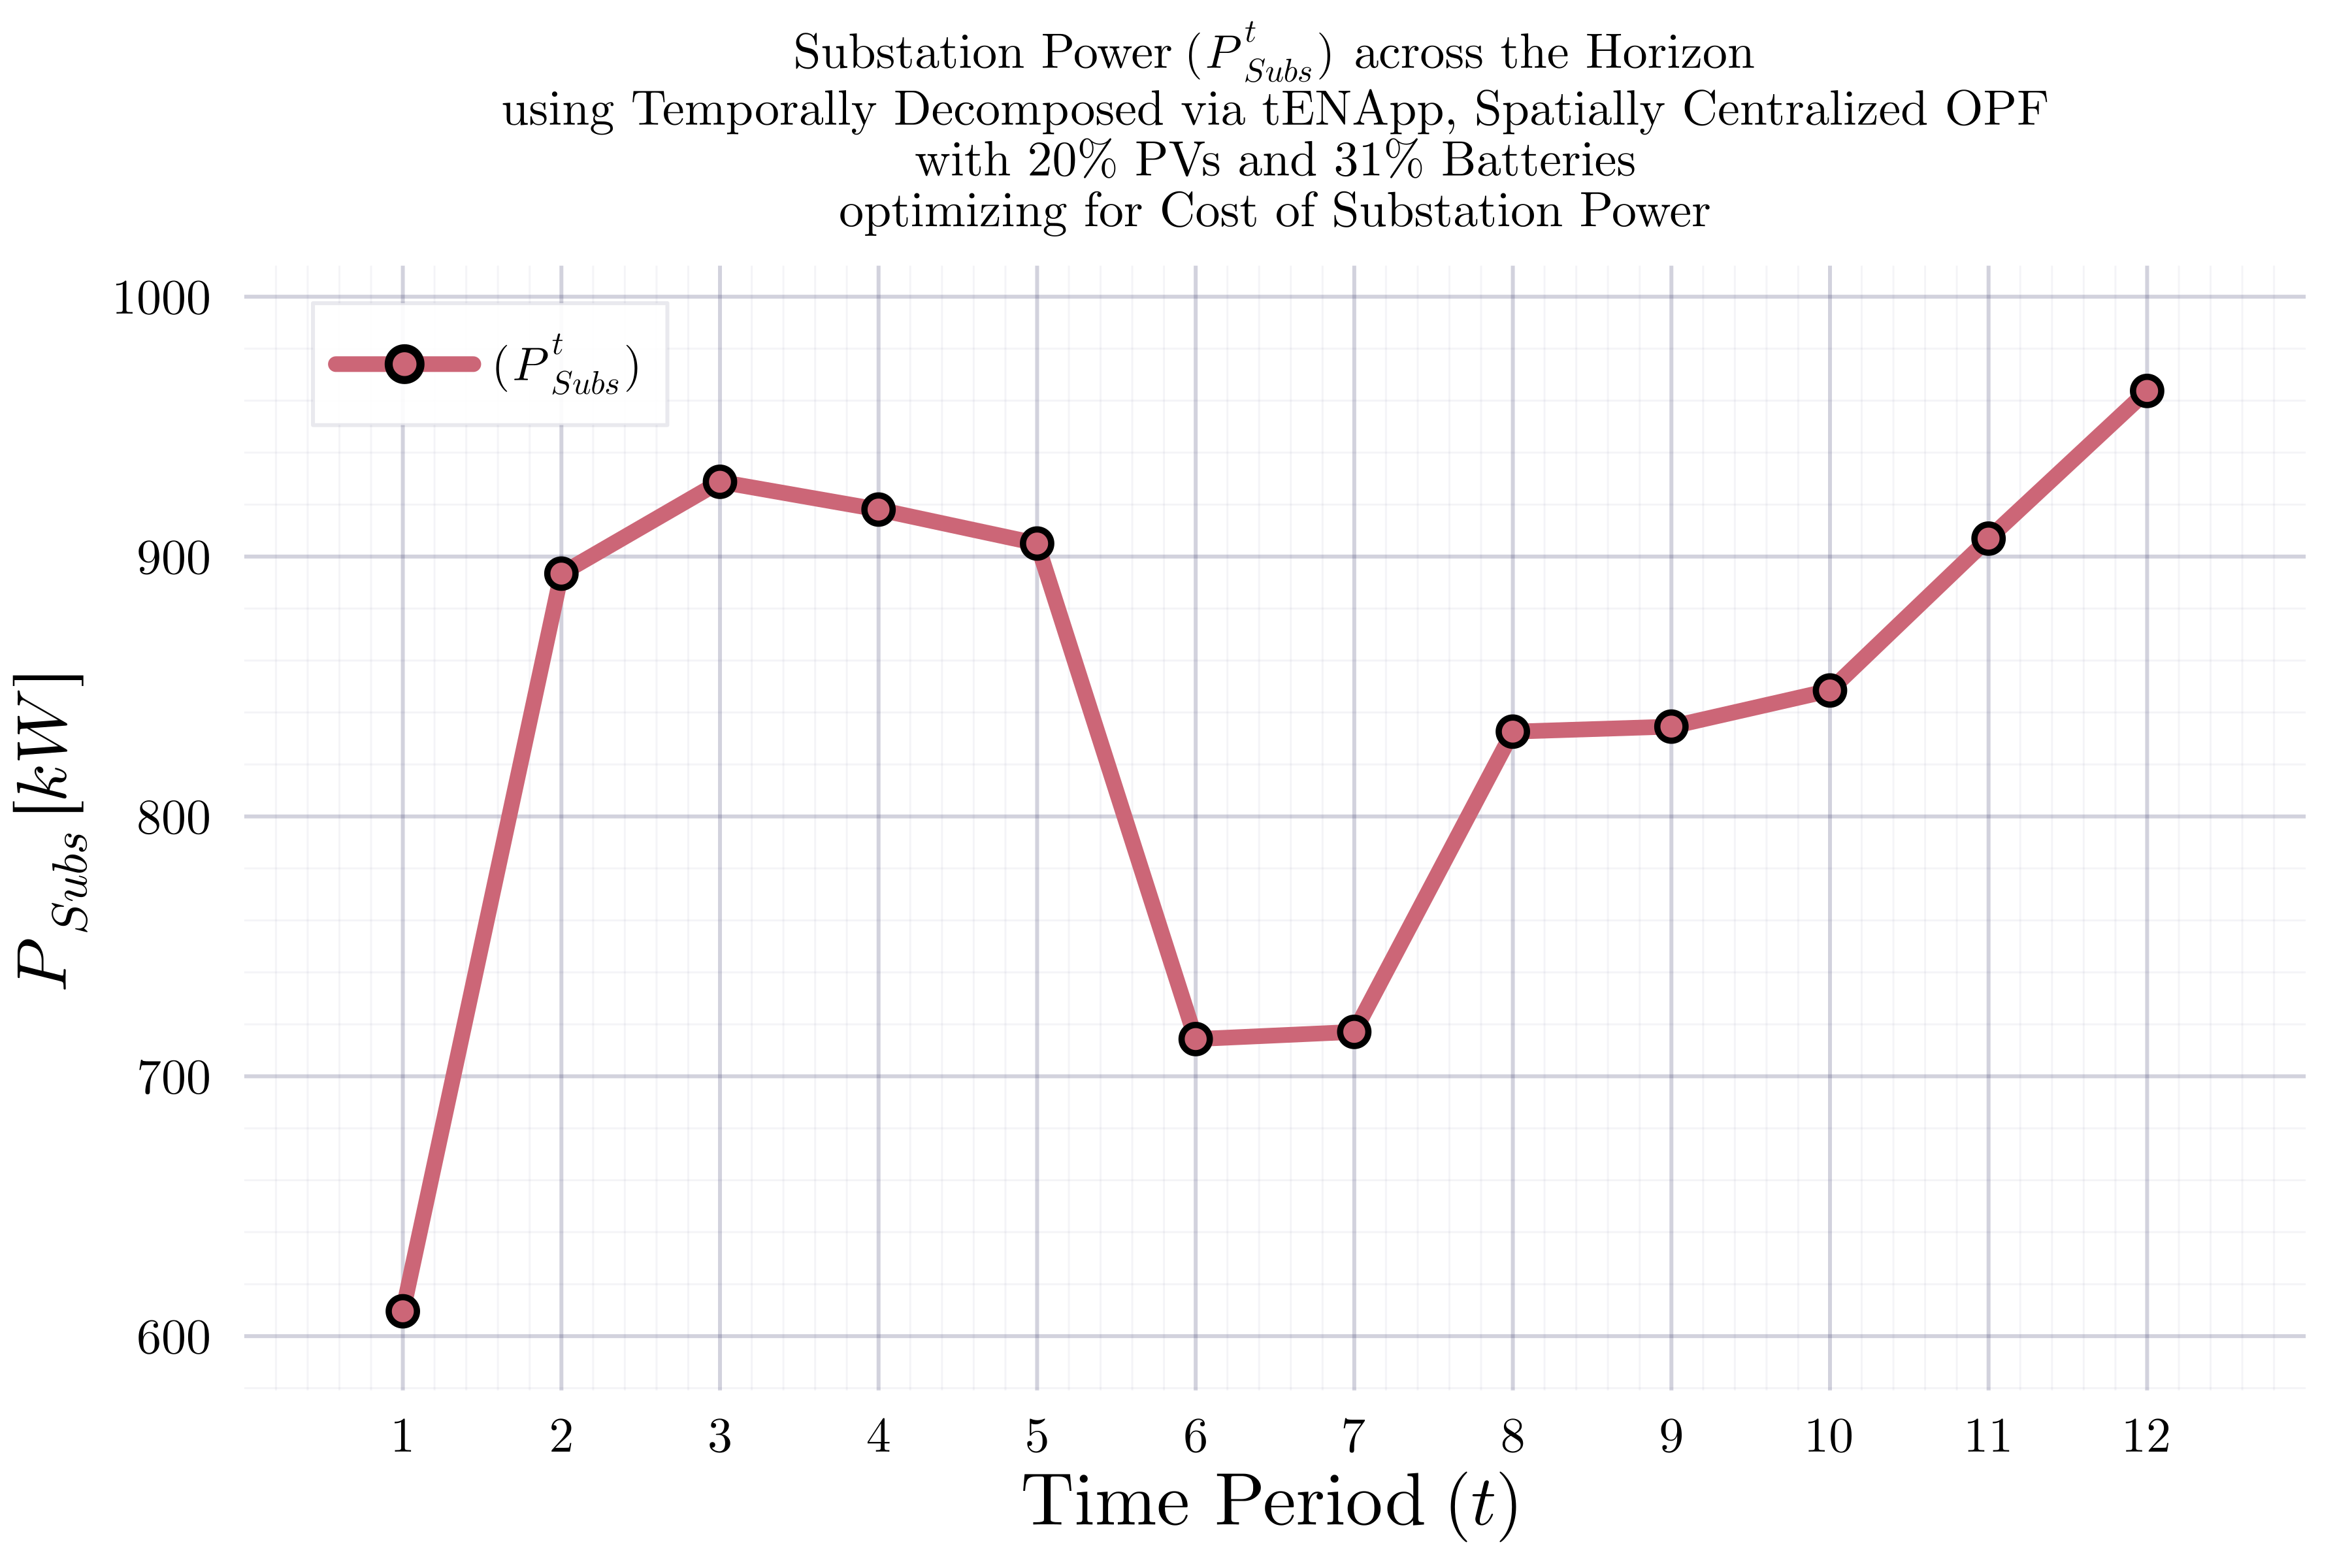 Substation Power (P^t_Subs) across the Horizon
using Temporally Decomposed via tENApp, Spatially Centralized OPF
with 20% PVs and 31% Batteries
optimizing for Cost of Substation Power
(P^t_Subs)
1000
900
800
700
600
P_Subs [kW]
1 2 3 4 5 6 7 8 9 10 11 12
Time Period (t)